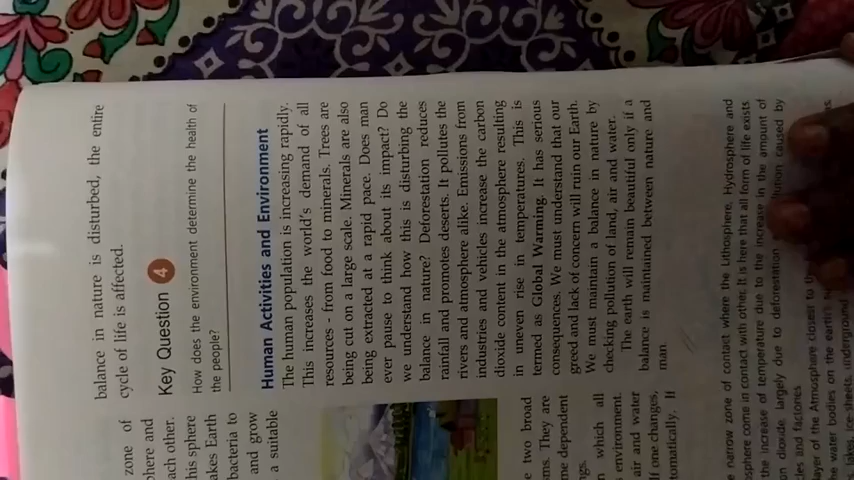 zone of
phere and
ach other.
his sphere
akes Earth
bacteria to
and grow
a suitable
e two broad
ms. They are
me dependent
ngs.
n which all
environment.
air and water
If one changes,
tomatically. If
balance in nature is disturbed, the entire
cycle of life is affected.
Key Question 4
How does the environment determine the health of
the people?
Human Activities and Environment
The human population is increasing rapidly.
This increases the world's demand of all
resources - from food to minerals. Trees are
being cut on a large scale. Minerals are also
being extracted at a rapid pace. Does man
ever pause to think about its impact? Do
we understand how this is disturbing the
balance in nature? Deforestation reduces
rainfall and promotes deserts. It pollutes the
rivers and atmosphere alike. Emissions from
industries and vehicles increase the carbon
dioxide content in the atmosphere resulting
in uneven rise in temperatures. This is
termed as Global Warming. It has serious
consequences. We must understand that our
greed and lack of concern will ruin our Earth.
We must maintain a balance in nature by
checking pollution of land, air and water.
The earth will remain beautiful only if a
balance is maintained between nature and
man.
e narrow zone of contact where the Lithosphere, Hydrosphere and
osphere come in contact with other. It is here that all form of life exists
the increase of temperature due to the increase in the amount of
on dioxide largely due to deforestation lution caused by
les and factories
layer of the Atmosphere closest to th
he water bodies on the earth's su
lakes, ice-sheets, underground